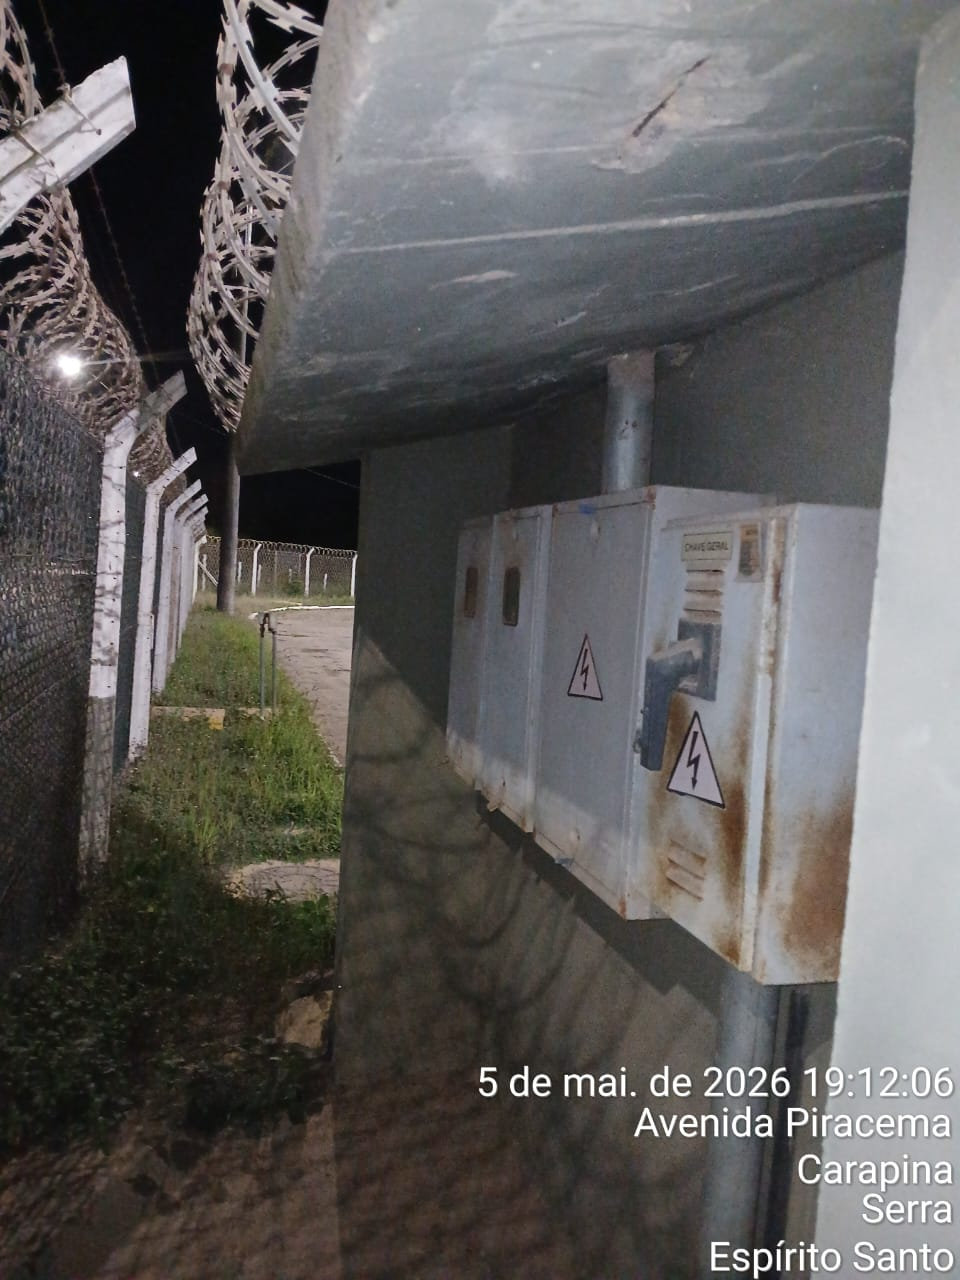 CHAVE GERAL
5 de mai. de 2026 19:12:06
Avenida Piracema
Carapina
Serra
Espírito Santo